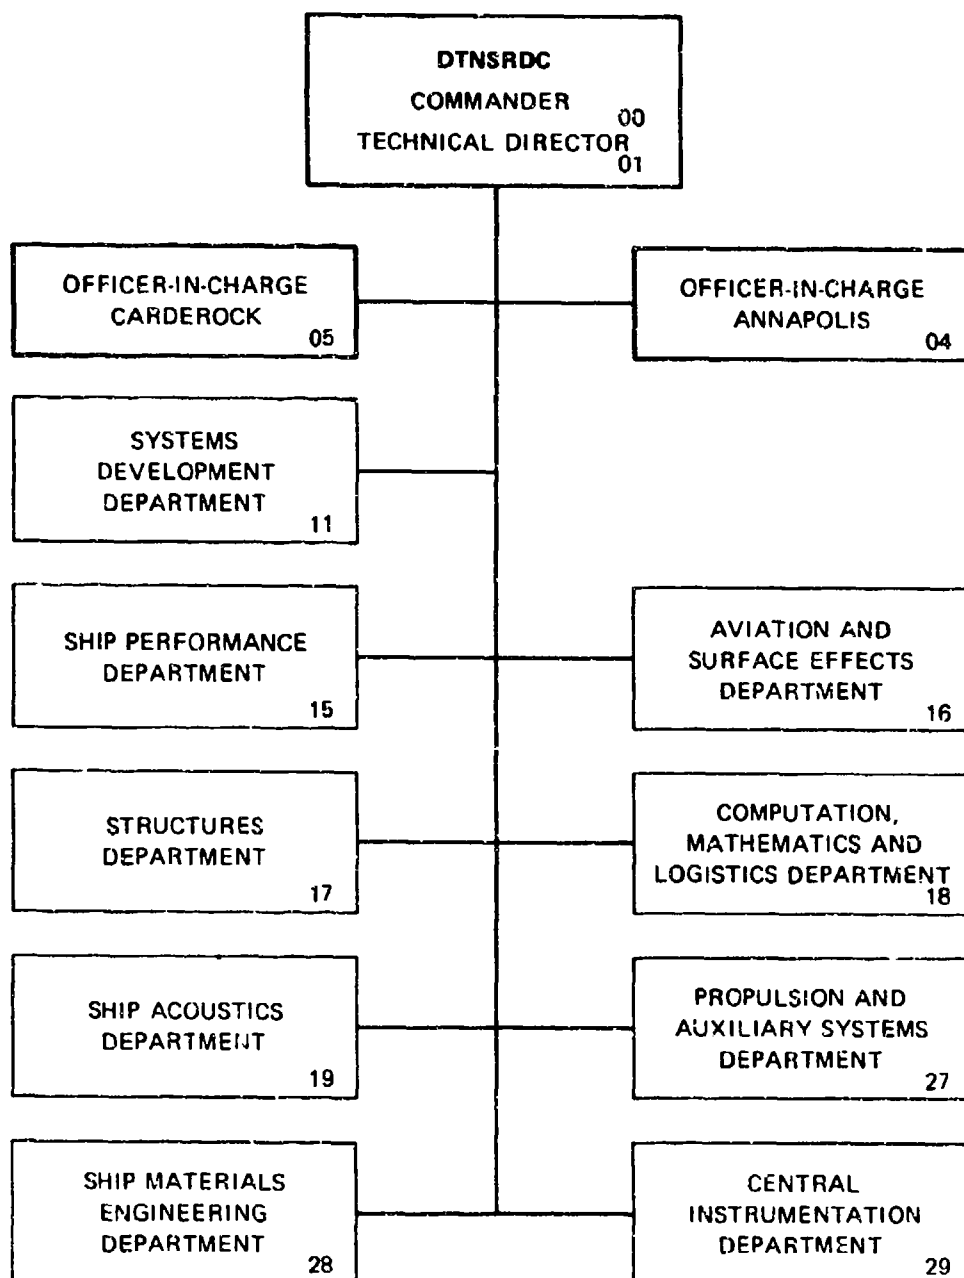 DTNSRDC
COMMANDER
00
TECHNICAL DIRECTOR
01
OFFICER-IN-CHARGE
CARDEROCK
05
OFFICER-IN-CHARGE
ANNAPOLIS
04
SYSTEMS
DEVELOPMENT
DEPARTMENT
11
SHIP PERFORMANCE
DEPARTMENT
15
AVIATION AND
SURFACE EFFECTS
DEPARTMENT
16
STRUCTURES
DEPARTMENT
17
COMPUTATION,
MATHEMATICS AND
LOGISTICS DEPARTMENT
18
SHIP ACOUSTICS
DEPARTMENT
19
PROPULSION AND
AUXILIARY SYSTEMS
DEPARTMENT
27
SHIP MATERIALS
ENGINEERING
DEPARTMENT
28
CENTRAL
INSTRUMENTATION
DEPARTMENT
29